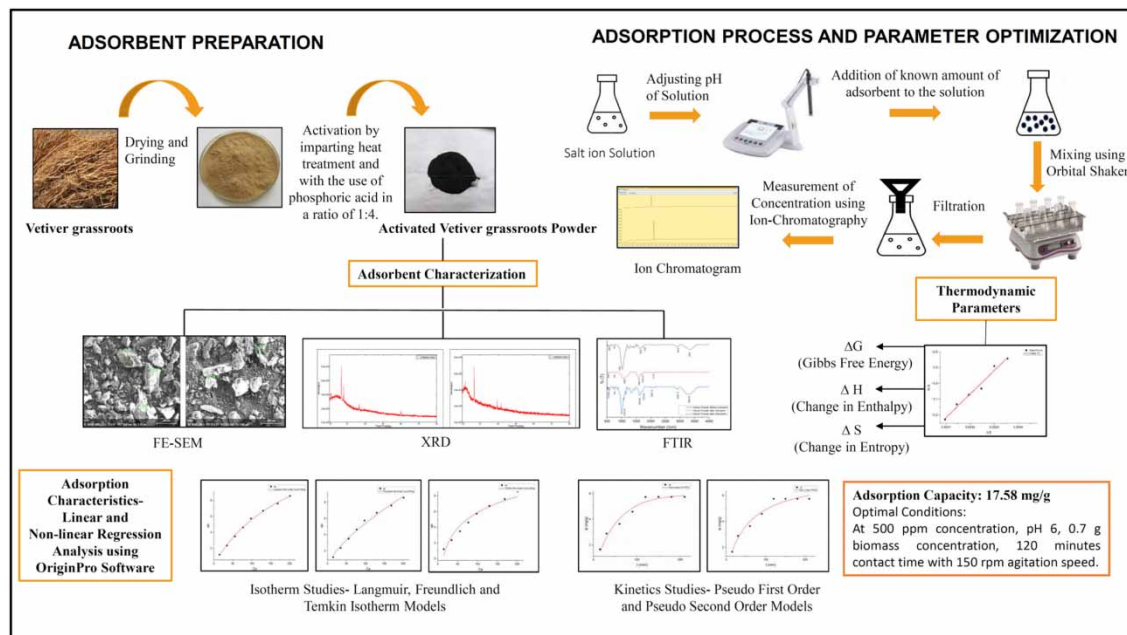 ADSORBENT PREPARATION
Vetiver grassroots
Drying and
Grinding
Activation by
imparting heat
treatment and
with the use of
phosphoric acid in
a ratio of 1:4.
Activated Vetiver grassroots Powder
Adsorbent Characterization
FE-SEM
XRD
FTIR
ADSORPTION PROCESS AND PARAMETER OPTIMIZATION
Salt ion Solution
Adjusting pH
of Solution
Addition of known amount of
adsorbent to the solution
Mixing using
Orbital Shaker
Filtration
Measurement of
Concentration using
Ion-Chromatography
Ion Chromatogram
Thermodynamic
Parameters
ΔG
(Gibbs Free Energy)
Δ H
(Change in Enthalpy)
Δ S
(Change in Entropy)
Adsorption
Characteristics-
Linear and
Non-linear Regression
Analysis using
OriginPro Software
Isotherm Studies- Langmuir, Freundlich and
Temkin Isotherm Models
Kinetics Studies- Pseudo First Order
and Pseudo Second Order Models
Adsorption Capacity: 17.58 mg/g
Optimal Conditions:
At 500 ppm concentration, pH 6, 0.7 g
biomass concentration, 120 minutes
contact time with 150 rpm agitation speed.